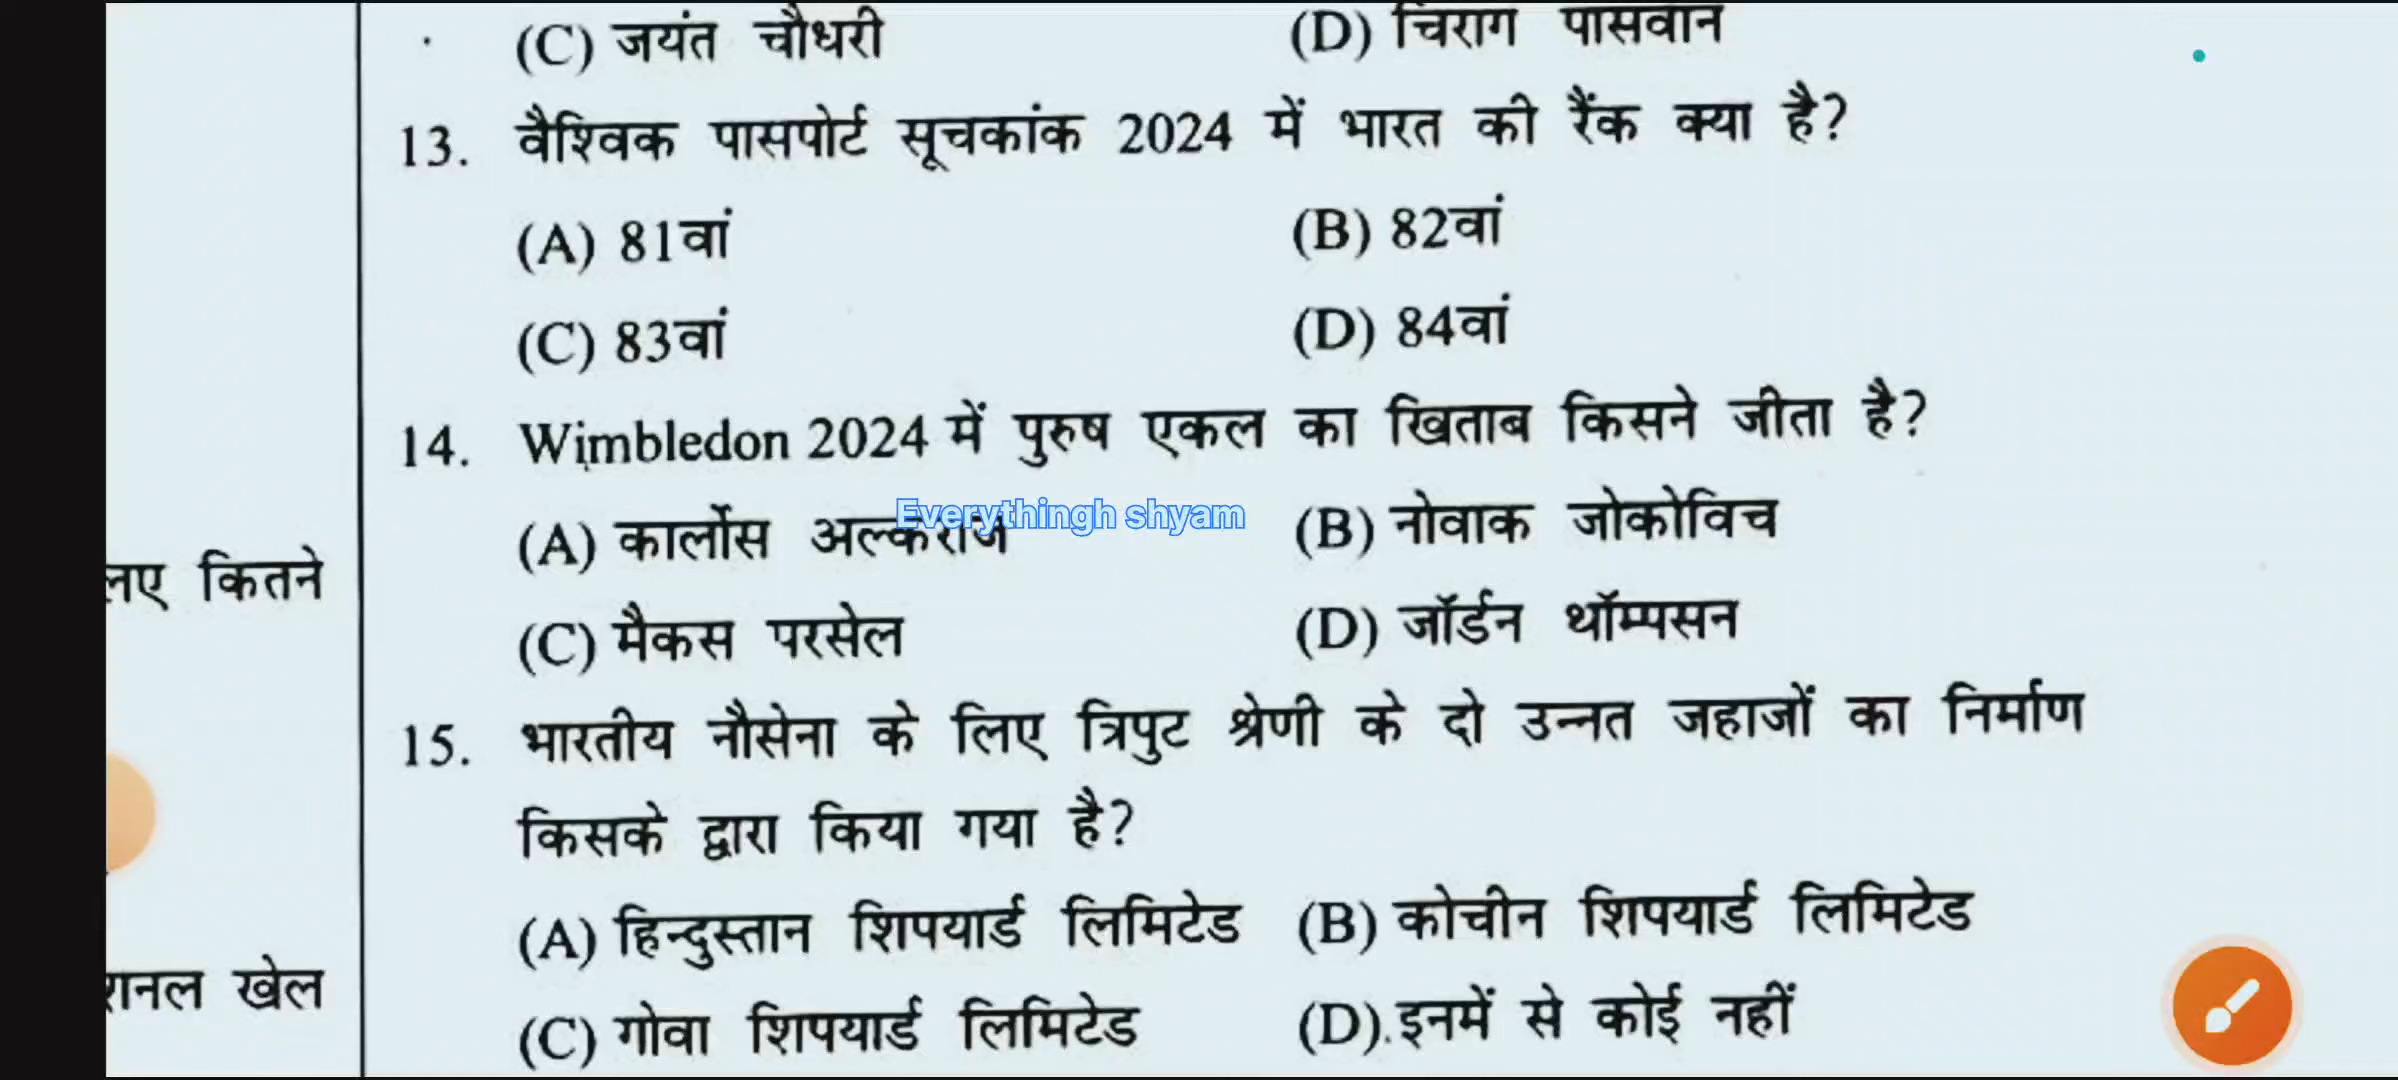 (C) जयंत चौधरी (D) चिराग पासवान
13. वैश्विक पासपोर्ट सूचकांक 2024 में भारत की रैंक क्या है?
(A) 81वां (B) 82वां
(C) 83वां (D) 84वां
14. Wimbledon 2024 में पुरुष एकल का खिताब किसने जीता है?
Everythingh shyam
(A) कार्लोस अल्कराज (B) नोवाक जोकोविच
(C) मैकस परसेल (D) जॉर्डन थॉम्पसन
15. भारतीय नौसेना के लिए त्रिपुट श्रेणी के दो उन्नत जहाजों का निर्माण
किसके द्वारा किया गया है?
(A) हिन्दुस्तान शिपयार्ड लिमिटेड (B) कोचीन शिपयार्ड लिमिटेड
(C) गोवा शिपयार्ड लिमिटेड (D) इनमें से कोई नहीं
कितने
खेल